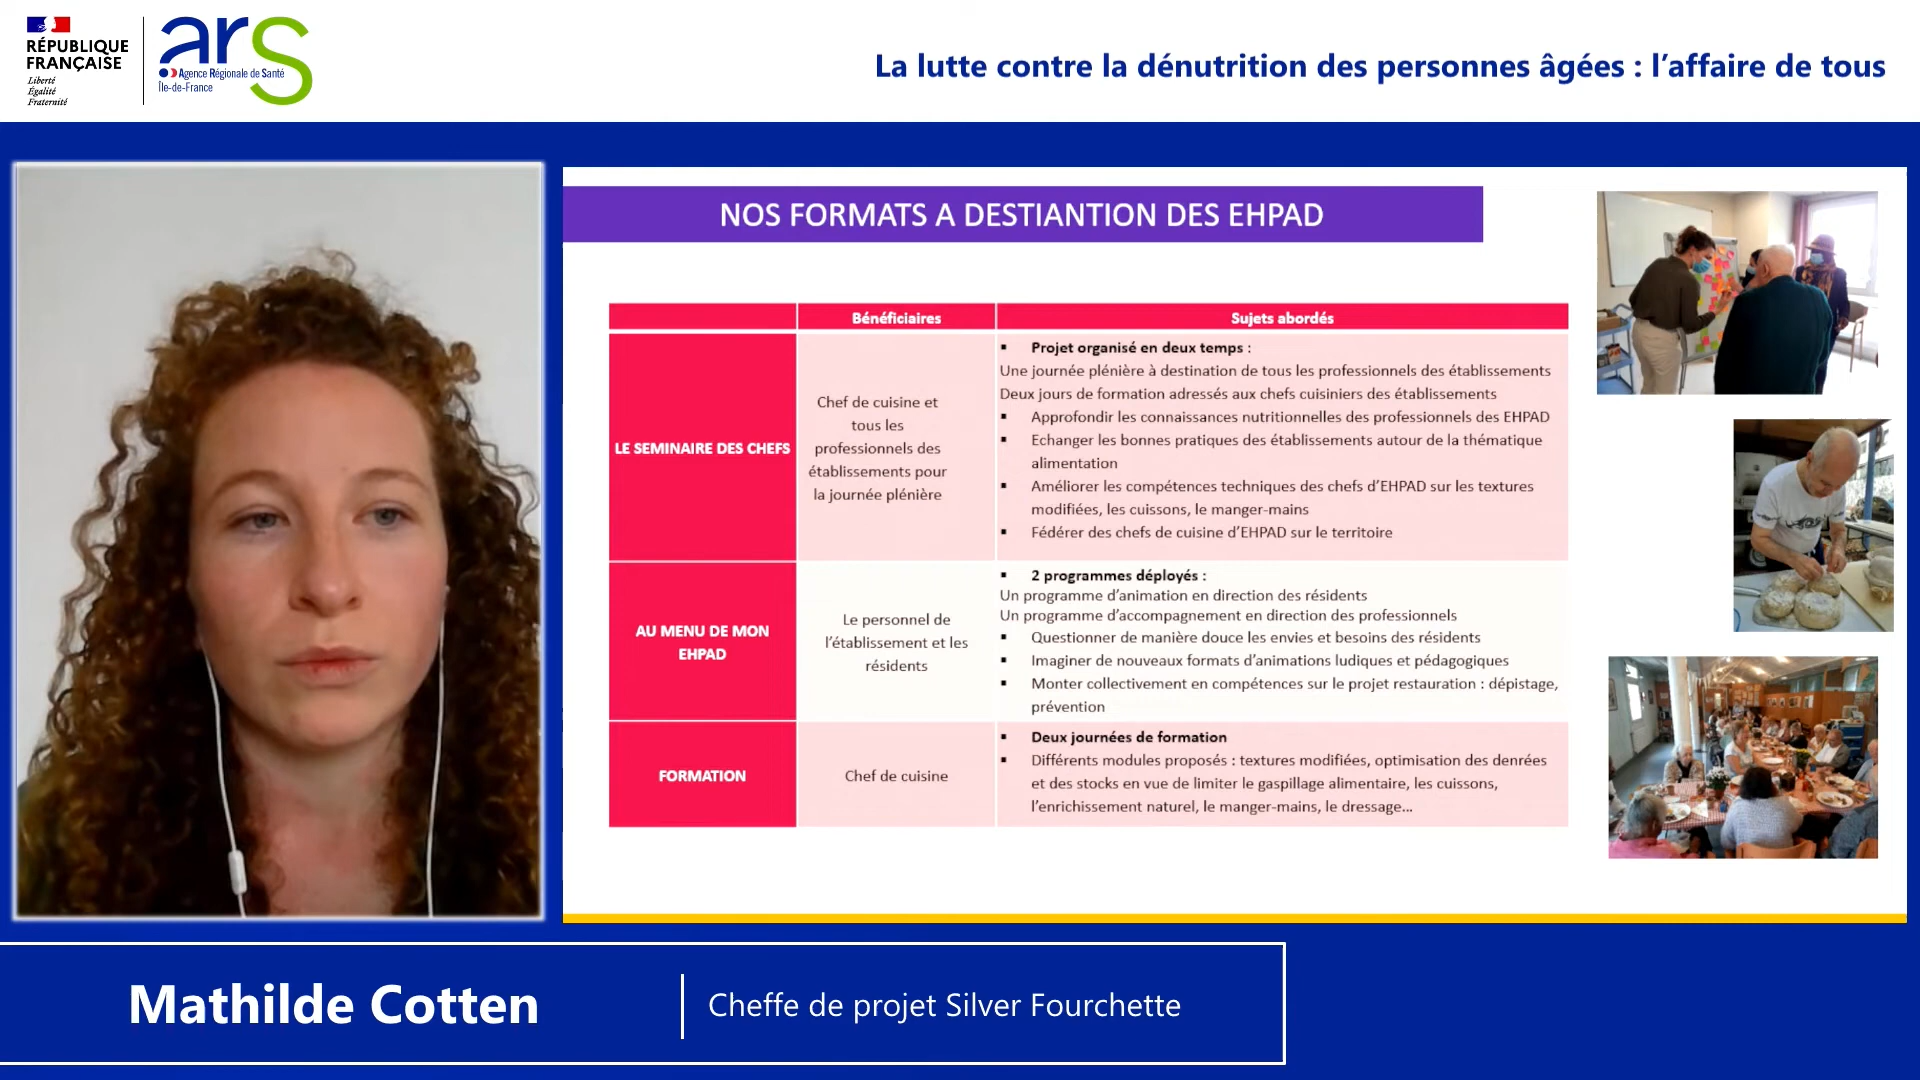 RÉPUBLIQUE
FRANÇAISE
Liberté
Égalité
Fraternité
ars
Agence Régionale de Santé
Île-de-France
La lutte contre la dénutrition des personnes âgées : l’affaire de tous
NOS FORMATS A DESTIANTION DES EHPAD
Bénéficiaires
Sujets abordés
LE SEMINAIRE DES CHEFS
Chef de cuisine et
tous les
professionnels des
établissements pour
la journée plénière
▪ Projet organisé en deux temps :
Une journée plénière à destination de tous les professionnels des établissements
Deux jours de formation adressés aux chefs cuisiniers des établissements
▪ Approfondir les connaissances nutritionnelles des professionnels des EHPAD
▪ Echanger les bonnes pratiques des établissements autour de la thématique
alimentation
▪ Améliorer les compétences techniques des chefs d’EHPAD sur les textures
modifiées, les cuissons, le manger-mains
▪ Fédérer des chefs de cuisine d’EHPAD sur le territoire
AU MENU DE MON
EHPAD
Le personnel de
l’établissement et les
résidents
▪ 2 programmes déployés :
Un programme d’animation en direction des résidents
Un programme d’accompagnement en direction des professionnels
▪ Questionner de manière douce les envies et besoins des résidents
▪ Imaginer de nouveaux formats d’animations ludiques et pédagogiques
▪ Monter collectivement en compétences sur le projet restauration : dépistage,
prévention
FORMATION
Chef de cuisine
▪ Deux journées de formation
▪ Différents modules proposés : textures modifiées, optimisation des denrées
et des stocks en vue de limiter le gaspillage alimentaire, les cuissons,
l’enrichissement naturel, le manger-mains, le dressage…
Mathilde Cotten
Cheffe de projet Silver Fourchette